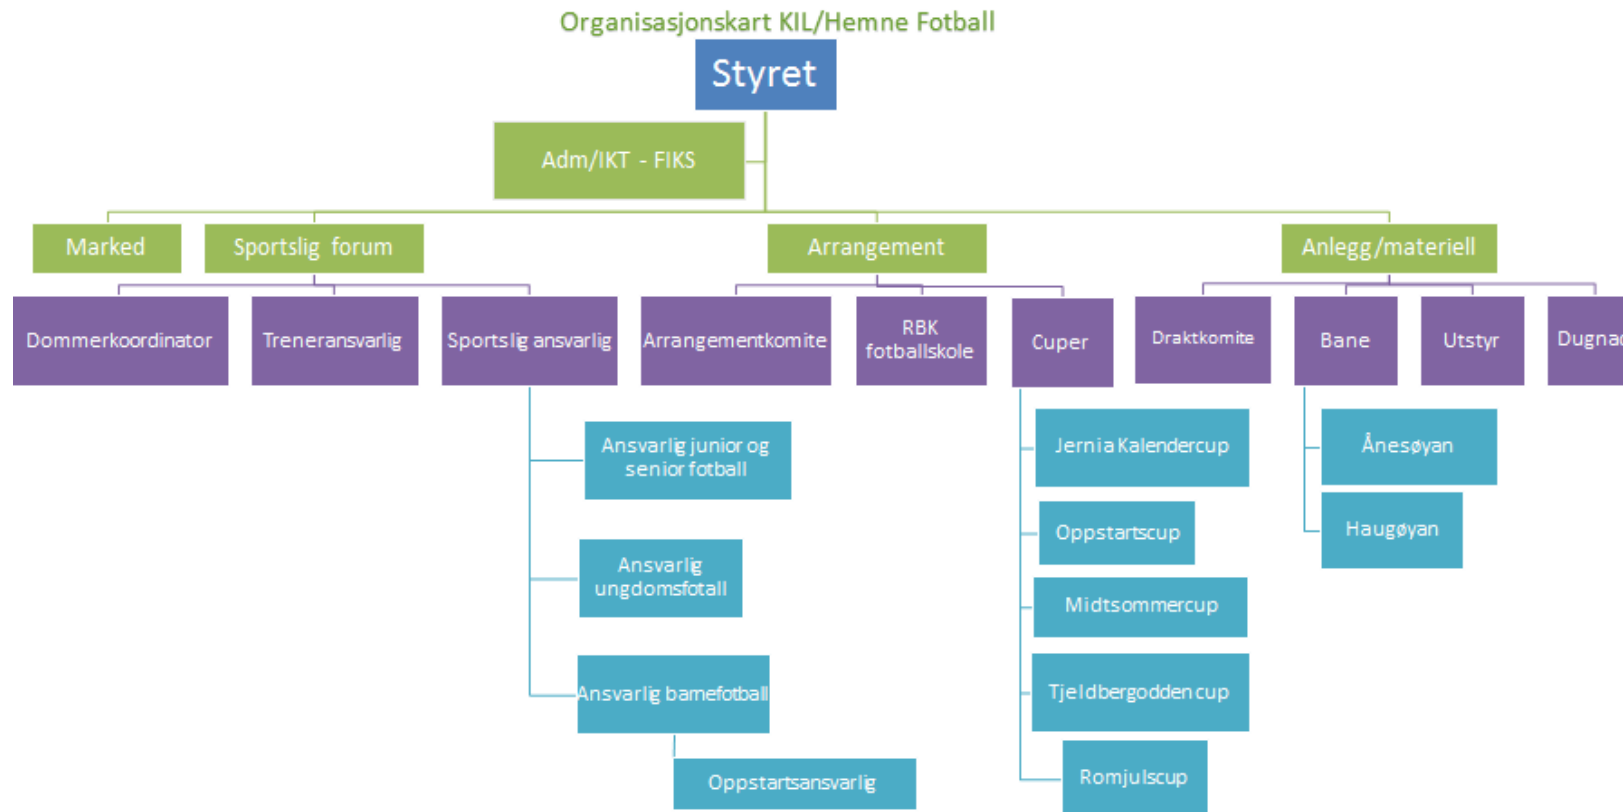 Organisasjonskart KIL/Hemne Fotball
Styret
Adm/IKT - FIKS
Marked
Sportslig forum
Arrangement
Anlegg/materiell
Dommerkoordinator
Treneransvarlig
Sportslig ansvarlig
Arrangementkomite
RBK
fotballskole
Cuper
Draktkomite
Bane
Utstyr
Dugnad
Ansvarlig junior og
senior fotball
Ansvarlig
ungdomsfotall
Ansvarlig barnefotball
Oppstartsansvarlig
Jernia Kalendercup
Oppstartscup
Midtsommercup
Tjeldbergodden cup
Romjulscup
Ånesøyan
Haugøyan